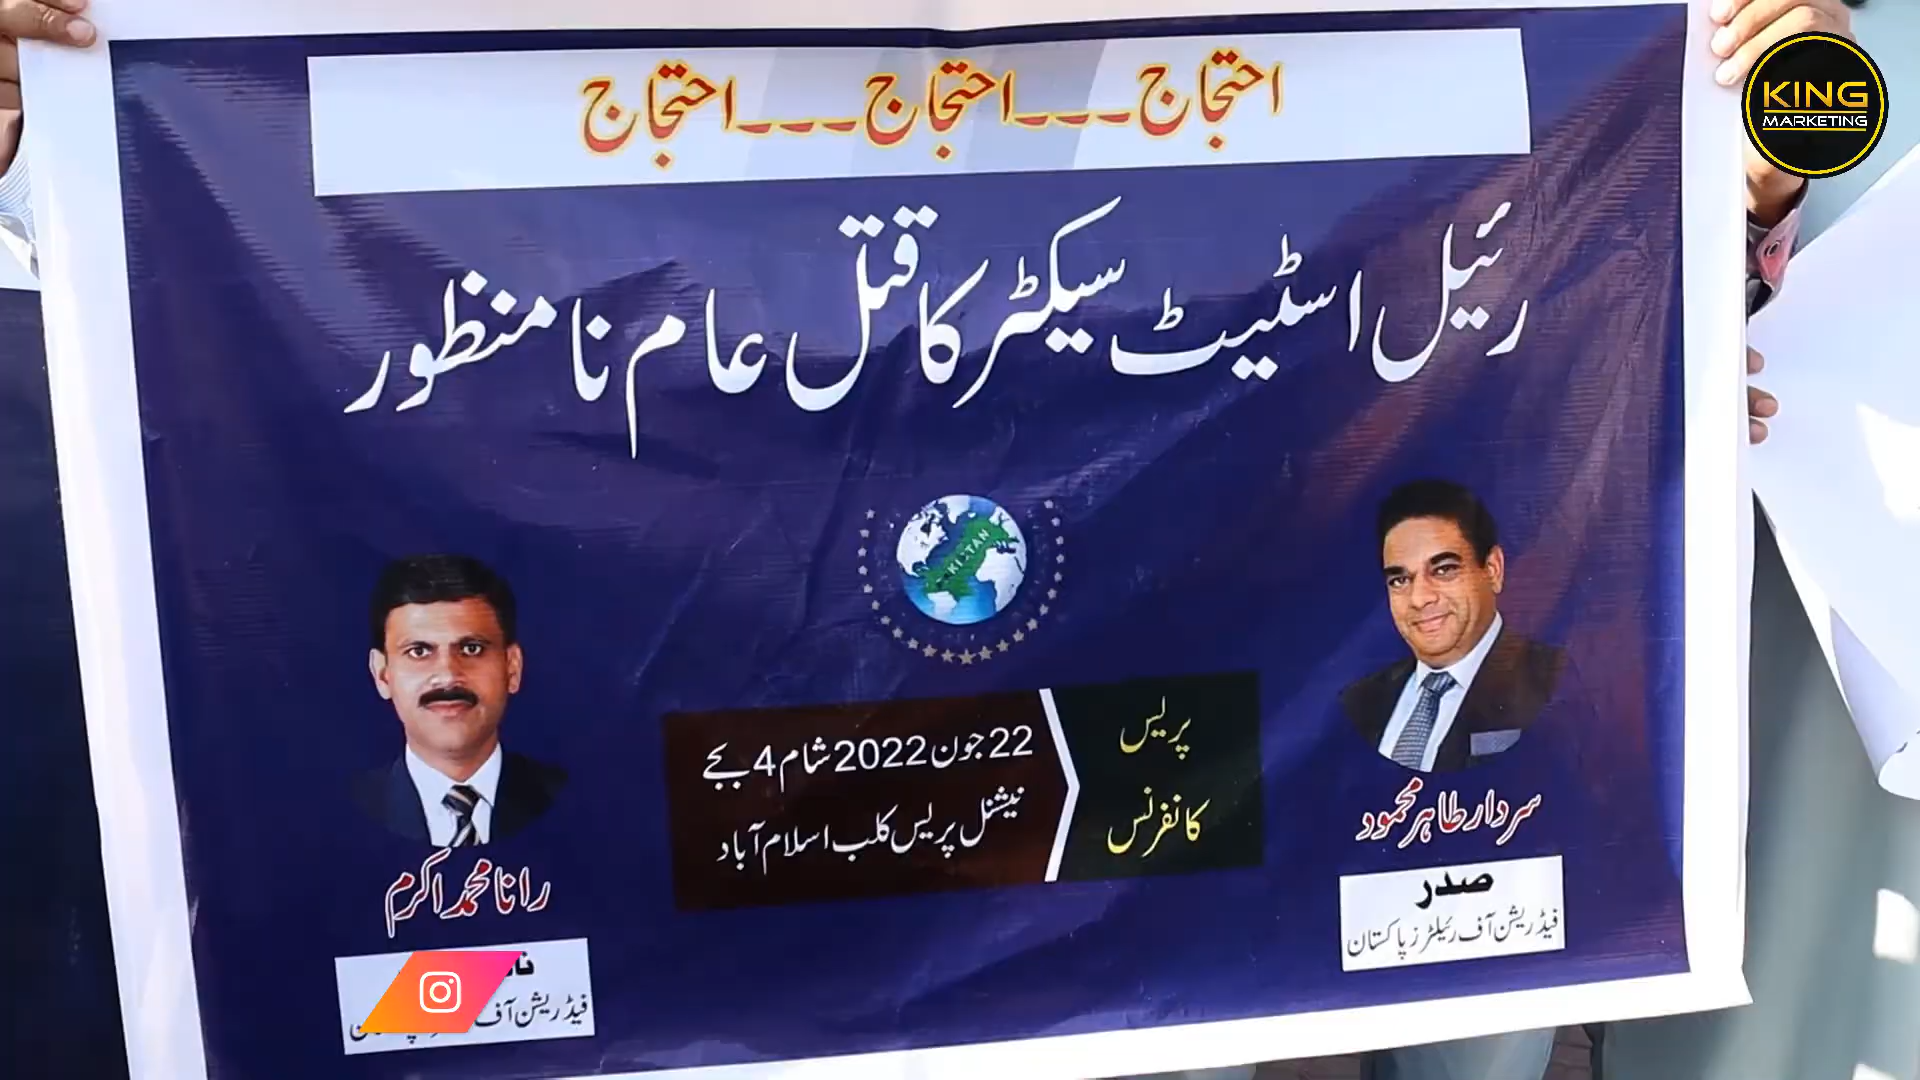 احتجاج۔۔۔احتجاج۔۔۔احتجاج
رئیل اسٹیٹ سیکٹر کا قتل عام نا منظور
پریس
کانفرنس
22 جون 2022 شام 4 بجے
نیشنل پریس کلب اسلام آباد
سردار طاہر محمود
صدر
فیڈریشن آف رئیلٹرز پاکستان
رانا محمد اکرم
فیڈریشن آف
KING
MARKETING